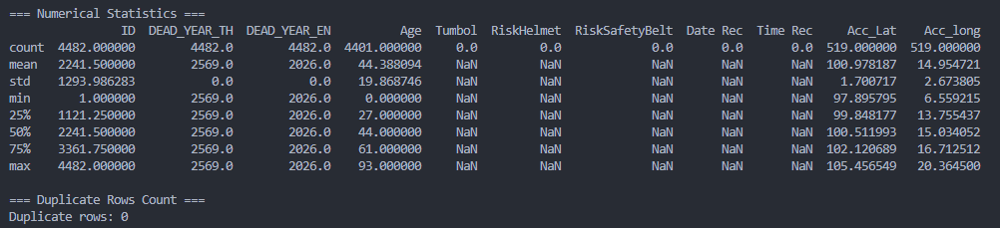 === Numerical Statistics ===
ID DEAD_YEAR_TH DEAD_YEAR_EN Age Tumbol RiskHelmet RiskSafetyBelt Date Rec Time Rec Acc_Lat Acc_long
count 4482.000000 4482.0 4482.0 4401.000000 0.0 0.0 0.0 0.0 0.0 519.000000 519.000000
mean 2241.500000 2569.0 2026.0 44.388094 NaN NaN NaN NaN NaN 100.978187 14.954721
std 1293.986283 0.0 0.0 19.868746 NaN NaN NaN NaN NaN 1.700717 2.673805
min 1.000000 2569.0 2026.0 0.000000 NaN NaN NaN NaN NaN 97.895795 6.559215
25% 1121.250000 2569.0 2026.0 27.000000 NaN NaN NaN NaN NaN 99.848177 13.755437
50% 2241.500000 2569.0 2026.0 44.000000 NaN NaN NaN NaN NaN 100.511993 15.034052
75% 3361.750000 2569.0 2026.0 61.000000 NaN NaN NaN NaN NaN 102.120689 16.712512
max 4482.000000 2569.0 2026.0 93.000000 NaN NaN NaN NaN NaN 105.456549 20.364500
=== Duplicate Rows Count ===
Duplicate rows: 0